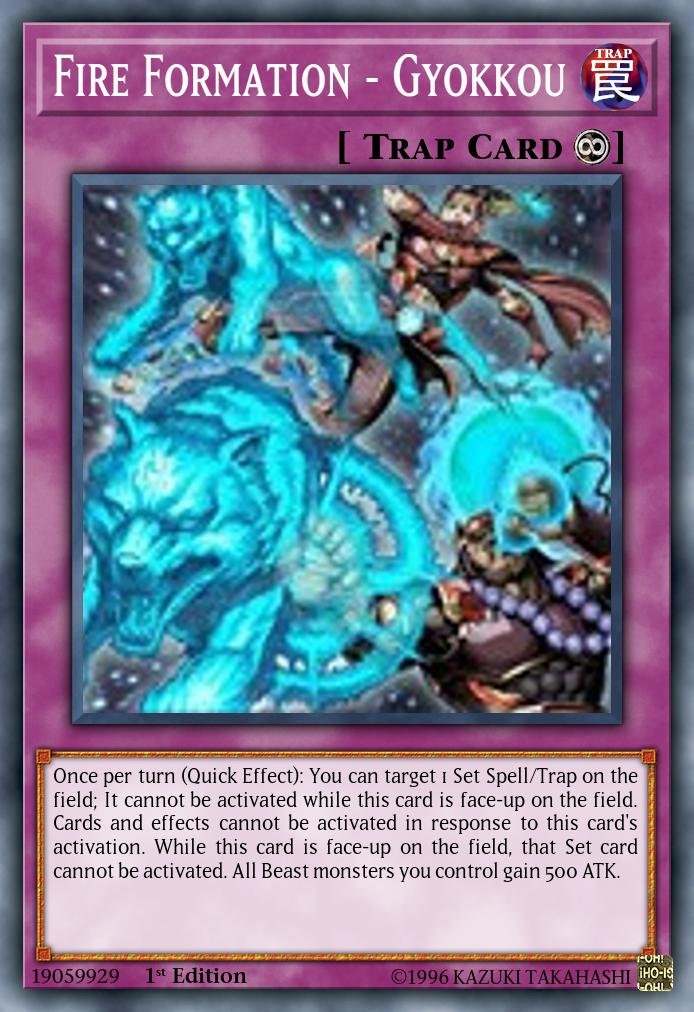 FIRE FORMATION - GYOKKOU
TRAP
罠
[ TRAP CARD ]
Once per turn (Quick Effect): You can target 1 Set Spell/Trap on the
field; It cannot be activated while this card is face-up on the field.
Cards and effects cannot be activated in response to this card's
activation. While this card is face-up on the field, that Set card
cannot be activated. All Beast monsters you control gain 500 ATK.
19059929 1st Edition ©1996 KAZUKI TAKAHASHI